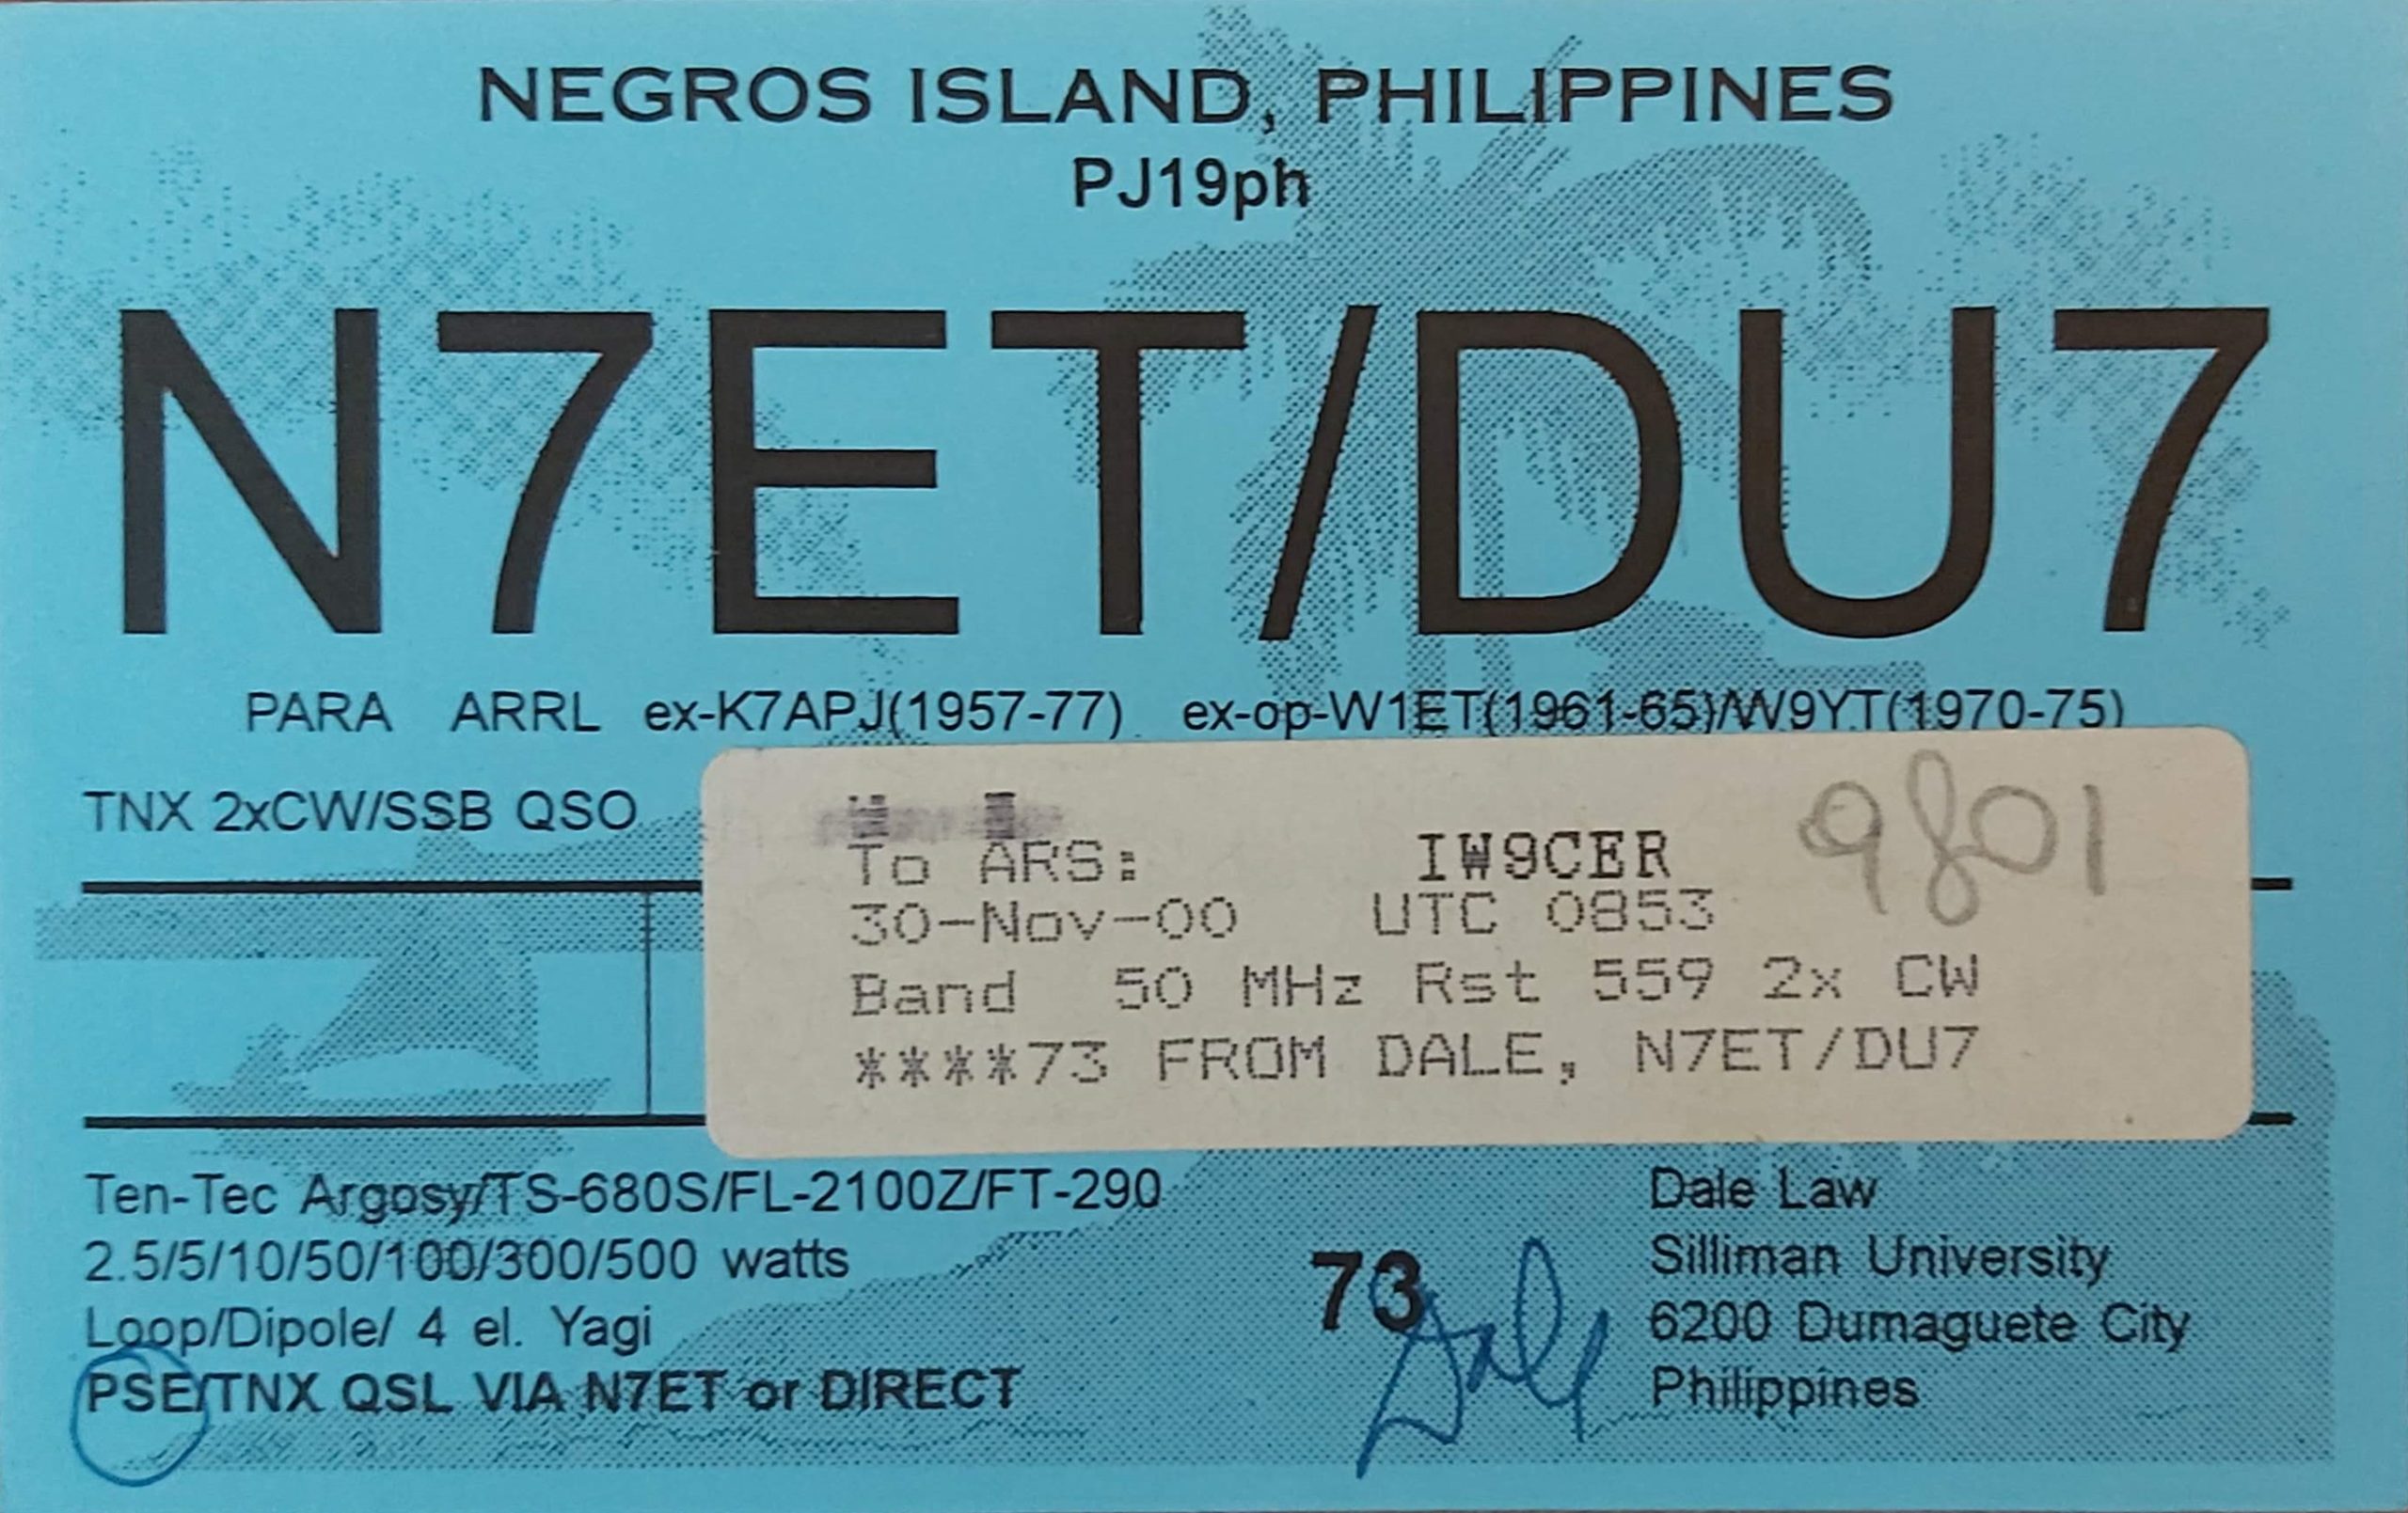 NEGROS ISLAND, PHILIPPINES
PJ19ph
N7ET/DU7
PARA ARRL ex-K7APJ(1957-77) ex-op-W1ET(1961-65)/W9YT(1970-75)
TNX 2xCW/SSB QSO
9801
To ARS: IW9CER
30-Nov-00 UTC 0853
Band 50 MHz Rst 559 2x CW
****73 FROM DALE, N7ET/DU7
Ten-Tec Argosy/TS-680S/FL-2100Z/FT-290
2.5/5/10/50/100/300/500 watts
Loop/Dipole/ 4 el. Yagi
PSE/TNX QSL VIA N7ET or DIRECT
73
Dale
Dale Law
Silliman University
6200 Dumaguete City
Philippines